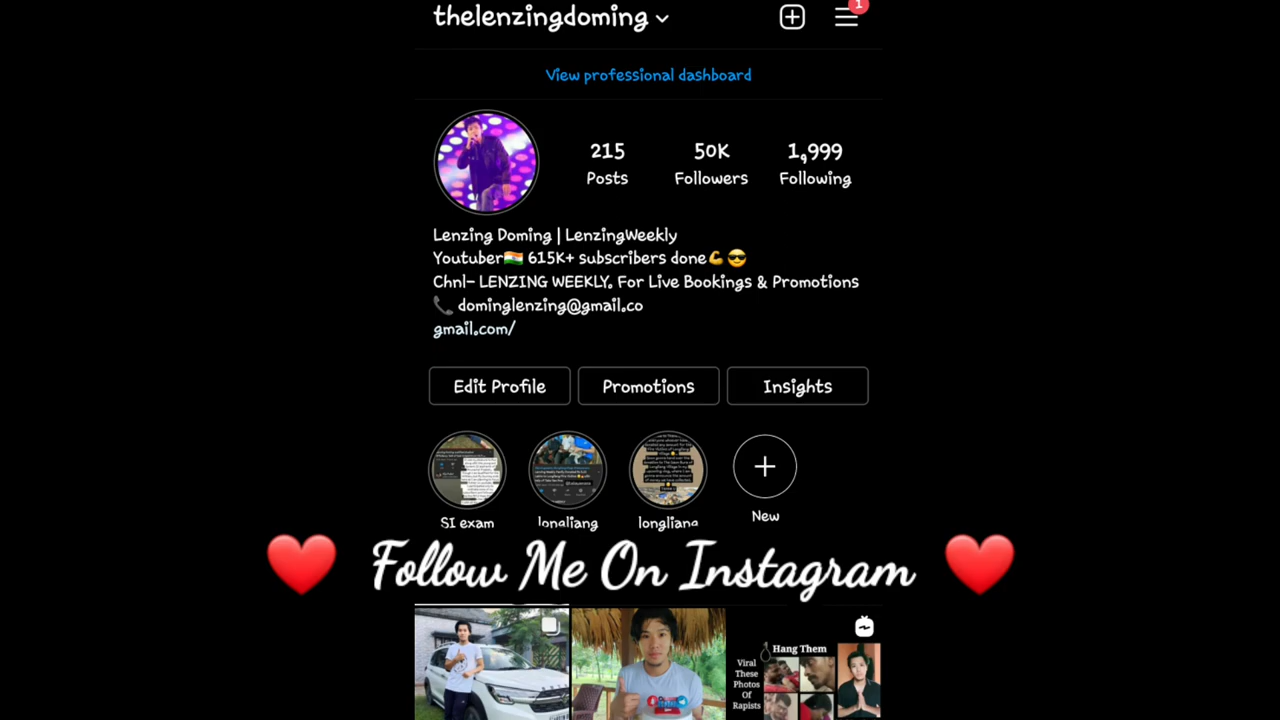 thelenzingdoming
1
View professional dashboard
215
50K
1,999
Posts
Followers
Following
Lenzing Doming | LenzingWeekly
Youtuber🇮🇳 615K+ subscribers done💪😎
Chnl- LENZING WEEKLY. For Live Bookings & Promotions
📞 dominglenzing@gmail.co
gmail.com/
Edit Profile
Promotions
Insights
SI exam
longliang
longliang
New
❤️ Follow Me On Instagram ❤️
Hang Them
Viral
These
Photos
Of
Rapists